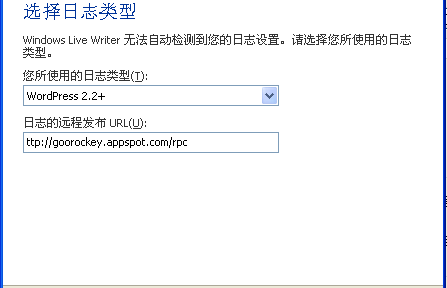 选择日志类型
Windows Live Writer 无法自动检测到您的日志设置。请选择您所使用的日志
类型。
您所使用的日志类型(T):
WordPress 2.2+
日志的远程发布 URL(U):
ttp://goorockey.appspot.com/rpc